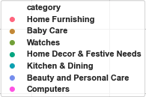 category
Home Furnishing
Baby Care
Watches
Home Decor & Festive Needs
Kitchen & Dining
Beauty and Personal Care
Computers